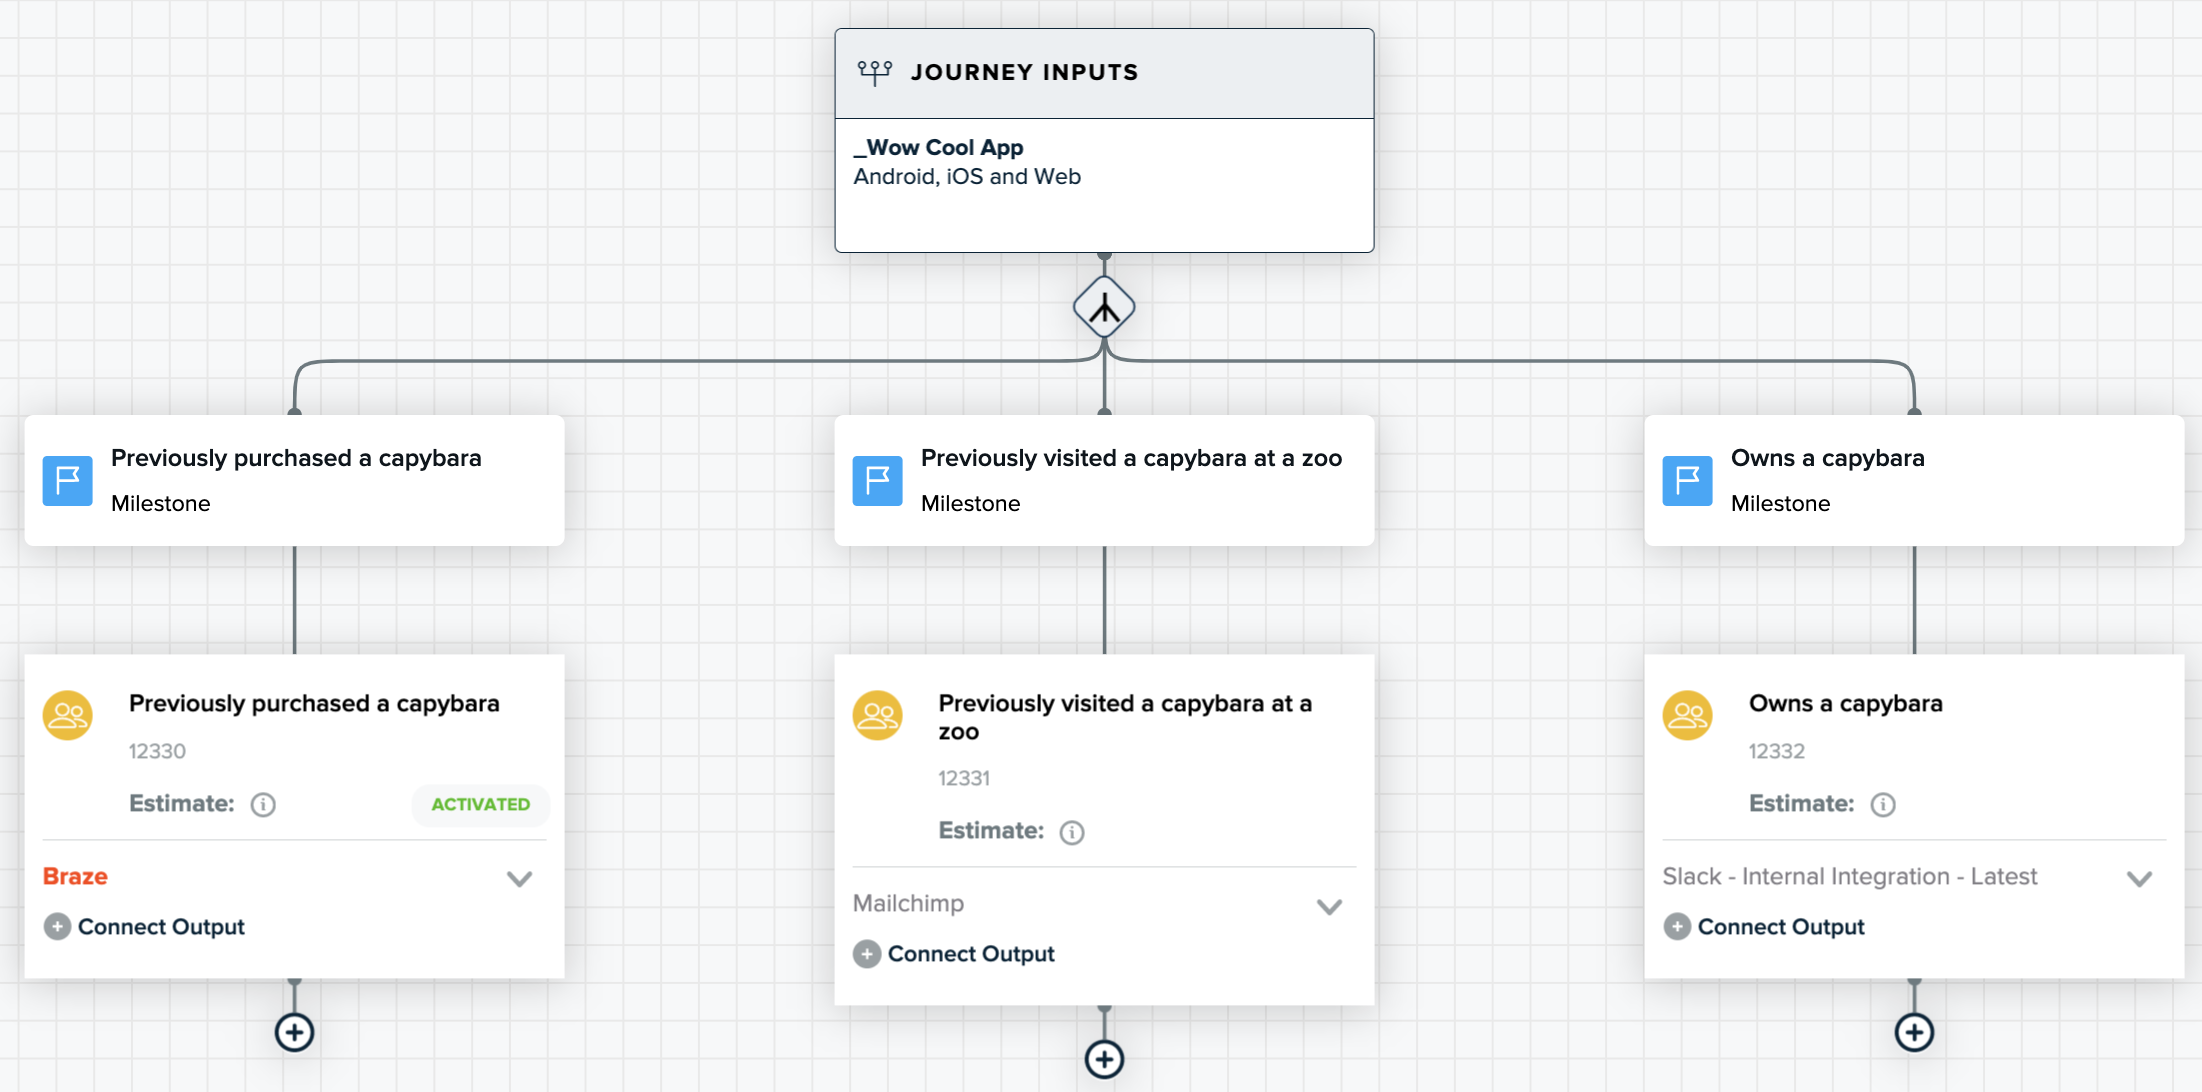 JOURNEY INPUTS
_Wow Cool App
Android, iOS and Web
Previously purchased a capybara
Milestone
Previously visited a capybara at a zoo
Milestone
Owns a capybara
Milestone
Previously purchased a capybara
12330
Estimate:
ACTIVATED
Braze
Connect Output
Previously visited a capybara at a
zoo
12331
Estimate:
Mailchimp
Connect Output
Owns a capybara
12332
Estimate:
Slack - Internal Integration - Latest
Connect Output